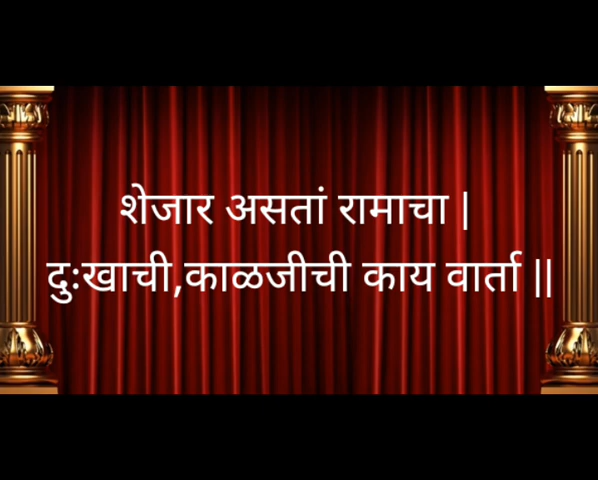 शेजार असतां रामाचा |
दुःखाची,काळजीची काय वार्ता ||